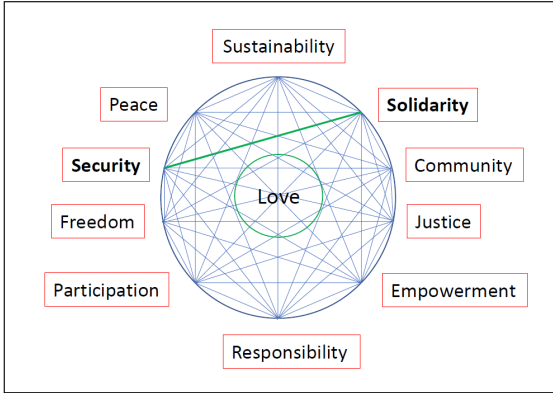 Sustainability
Peace
Solidarity
Security
Community
Love
Freedom
Justice
Participation
Empowerment
Responsibility